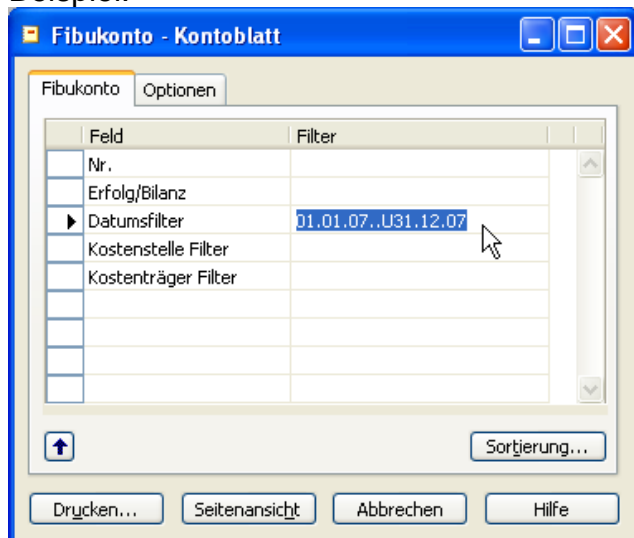 Fibukonto - Kontoblatt
Fibukonto Optionen
Feld Filter
Nr.
Erfolg/Bilanz
Datumsfilter 01.01.07..U31.12.07
Kostenstelle Filter
Kostenträger Filter
Sortierung...
Drucken... Seitenansicht Abbrechen Hilfe